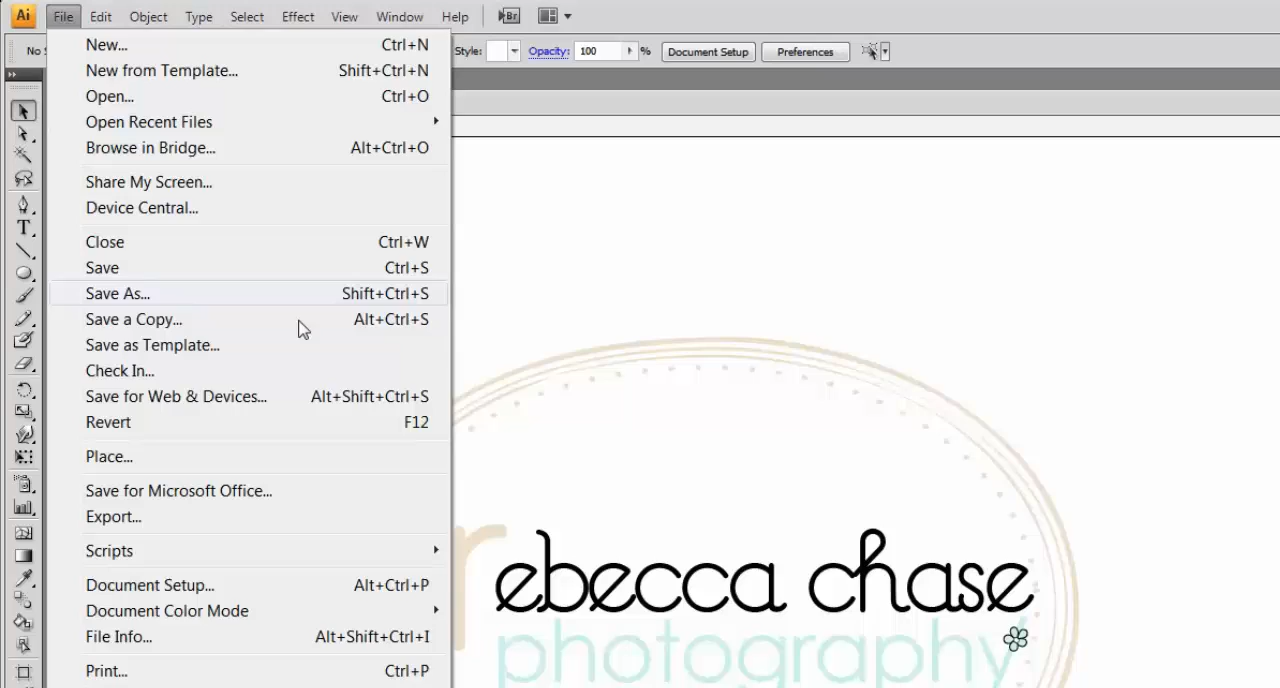 Ai File Edit Object Type Select Effect View Window Help Br
Style: Opacity: 100 % Document Setup Preferences
New... Ctrl+N
New from Template... Shift+Ctrl+N
Open... Ctrl+O
Open Recent Files
Browse in Bridge... Alt+Ctrl+O
Share My Screen...
Device Central...
Close Ctrl+W
Save Ctrl+S
Save As... Shift+Ctrl+S
Save a Copy... Alt+Ctrl+S
Save as Template...
Check In...
Save for Web & Devices... Alt+Shift+Ctrl+S
Revert F12
Place...
Save for Microsoft Office...
Export...
Scripts
Document Setup... Alt+Ctrl+P
Document Color Mode
File Info... Alt+Shift+Ctrl+I
Print... Ctrl+P
rebecca chase
photography